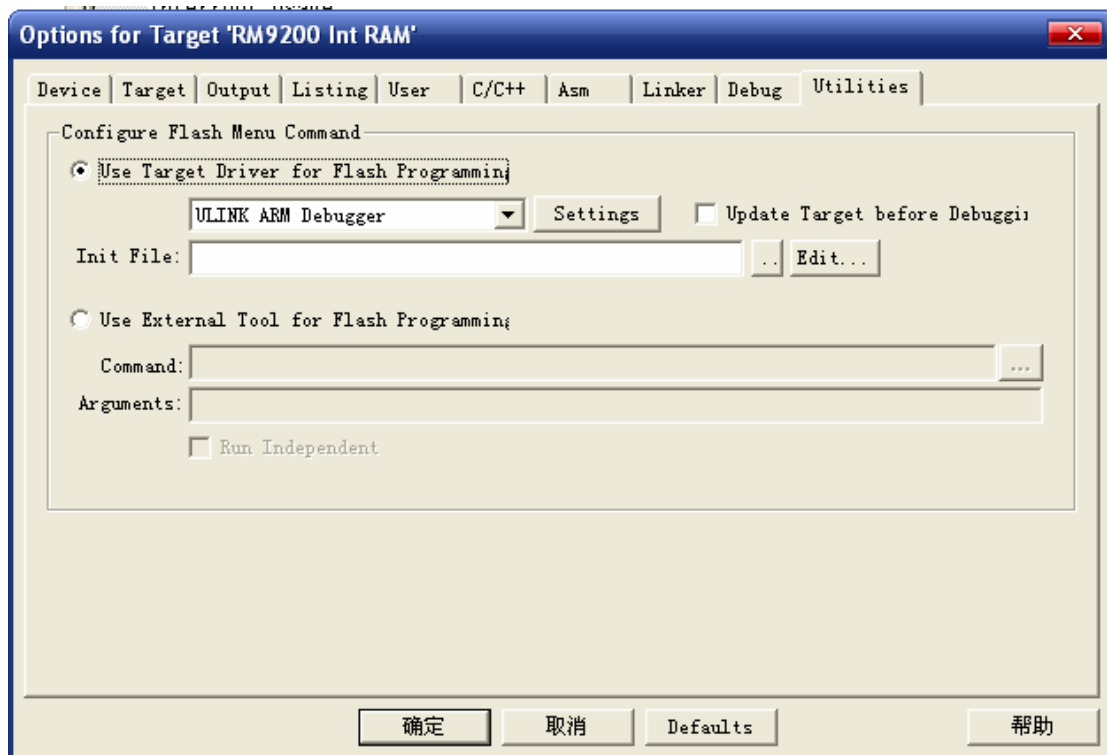 Options for Target 'RM9200 Int RAM'
Device Target Output Listing User C/C++ Asm Linker Debug Utilities
Configure Flash Menu Command
Use Target Driver for Flash Programmin
ULINK ARM Debugger Settings Update Target before Debuggin
Init File: .. Edit...
Use External Tool for Flash Programming
Command: ...
Arguments:
Run Independent
确定 取消 Defaults 帮助